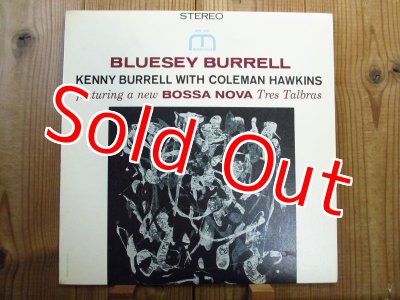 STEREO
BLUESEY BURRELL
KENNY BURRELL WITH COLEMAN HAWKINS
featuring a new BOSSA NOVA Tres Talbras
Sold Out